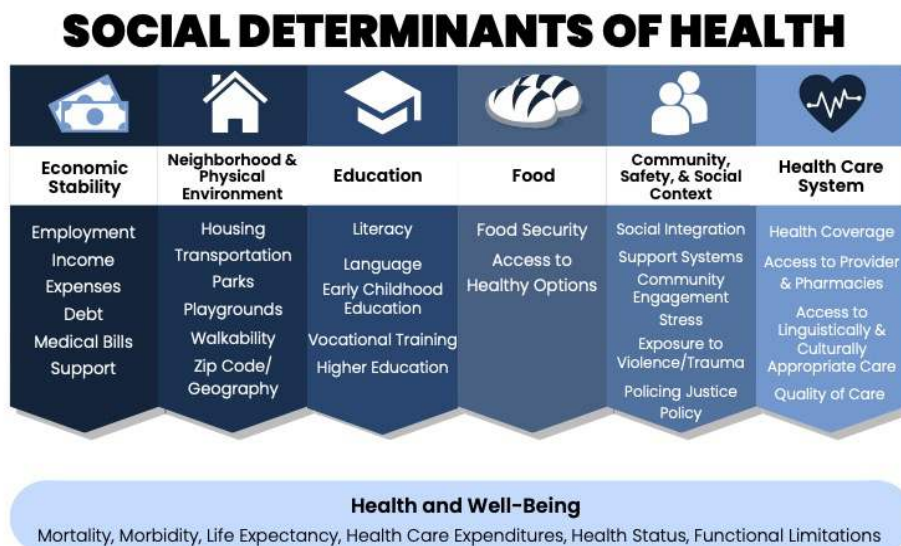 SOCIAL DETERMINANTS OF HEALTH
Economic
Stability
Employment
Income
Expenses
Debt
Medical Bills
Support
Neighborhood &
Physical
Environment
Housing
Transportation
Parks
Playgrounds
Walkability
Zip Code/
Geography
Education
Literacy
Language
Early Childhood
Education
Vocational Training
Higher Education
Food
Food Security
Access to
Healthy Options
Community,
Safety, & Social
Context
Social Integration
Support Systems
Community
Engagement
Stress
Exposure to
Violence/Trauma
Policing Justice
Policy
Health Care
System
Health Coverage
Access to Provider
& Pharmacies
Access to
Linguistically &
Culturally
Appropriate Care
Quality of Care
Health and Well-Being
Mortality, Morbidity, Life Expectancy, Health Care Expenditures, Health Status, Functional Limitations